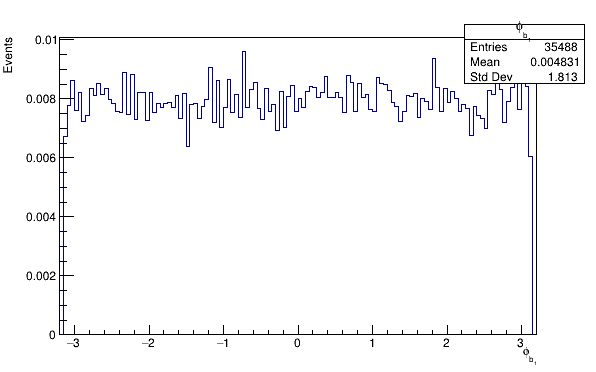 ϕ_b₁
Entries 35488
Mean 0.004831
Std Dev 1.813
Events
0.01
0.008
0.006
0.004
0.002
0
−3 −2 −1 0 1 2 3
ϕ_b₁